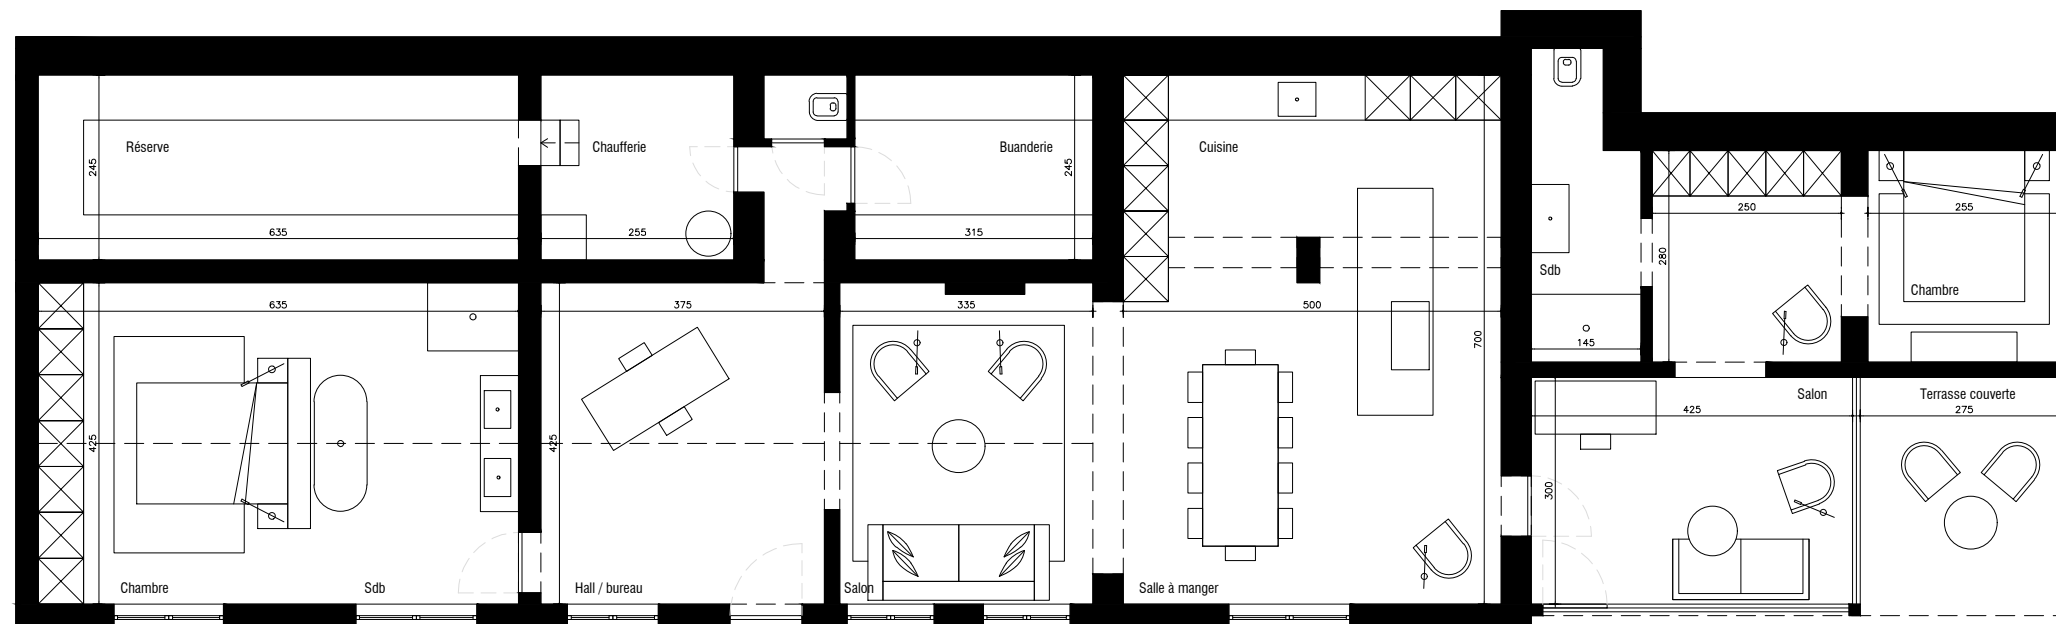 Réserve
245
635
Chaufferie
255
Buanderie
245
315
Cuisine
Sdb
145
250
280
255
Chambre
635
425
Chambre
Sdb
375
425
Hall / bureau
335
Salon
500
700
Salle à manger
Salon
425
300
Terrasse couverte
275